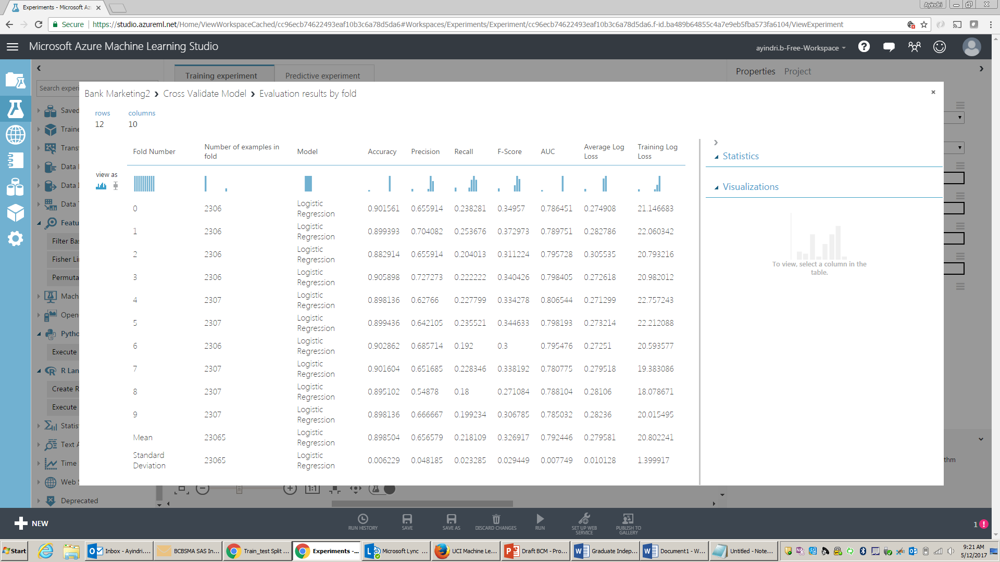 Experiments - Microsoft Az
Ayindri
Secure
https://studio.azureml.net/Home/ViewWorkspaceCached/cc96ecb74622493eaf10b3c6a78d5da6#Workspaces/Experiments/Experiment/cc96ecb74622493eaf10b3c6a78d5da6.f-id.ba489b64855c4a7e9eb5fba573fa6104/ViewExperiment
Microsoft Azure Machine Learning Studio
ayindri.b-Free-Workspace
Training experiment
Predictive experiment
Properties Project
Search experi
Bank Marketing2 › Cross Validate Model › Evaluation results by fold
rows columns
12 10
Fold Number Number of examples in fold Model Accuracy Precision Recall F-Score AUC Average Log Loss Training Log Loss
view as
0 2306 Logistic Regression 0.901561 0.655914 0.238281 0.34957 0.786451 0.274908 21.146683
1 2306 Logistic Regression 0.899393 0.704082 0.253676 0.372973 0.789751 0.282786 22.060342
2 2306 Logistic Regression 0.882914 0.655914 0.204013 0.311224 0.795728 0.305535 20.793216
3 2306 Logistic Regression 0.905898 0.727273 0.222222 0.340426 0.798405 0.272618 20.982012
4 2307 Logistic Regression 0.898136 0.62766 0.227799 0.334278 0.806544 0.271299 22.757243
5 2307 Logistic Regression 0.899436 0.642105 0.235521 0.344633 0.798193 0.273214 22.212088
6 2306 Logistic Regression 0.902862 0.685714 0.192 0.3 0.795476 0.27251 20.593577
7 2307 Logistic Regression 0.901604 0.651685 0.228346 0.338192 0.780775 0.279518 19.383086
8 2307 Logistic Regression 0.895102 0.54878 0.18 0.271084 0.788104 0.28106 18.078671
9 2307 Logistic Regression 0.898136 0.666667 0.199234 0.306785 0.785032 0.28236 20.015495
Mean 23065 Logistic Regression 0.898504 0.656579 0.218109 0.326917 0.792446 0.279581 20.802241
Standard Deviation 23065 Logistic Regression 0.006229 0.048185 0.023285 0.029449 0.007749 0.010128 1.399917
Statistics
Visualizations
To view, select a column in the
table.
Saved
Traine
Transf
Data
Data I
Data T
Featu
Filter Bas
Fisher Lin
Permuta
Mach
Open
Pytho
Execute
R Lan
Create R
Execute
Statis
Text A
Time
Web S
Deprecated
1:1
thm
NEW
RUN HISTORY
SAVE
SAVE AS
DISCARD CHANGES
RUN
SET UP WEB
SERVICE
PUBLISH TO
GALLERY
1
Start
Inbox - Ayindri....
BCBSMA SAS In...
Train_test Split ...
Experiments -...
Microsoft Lync ...
UCI Machine Le...
Draft BCM - Pro...
Graduate Indep...
Document1 - W...
Untitled - Note...
9:21 AM
5/12/2017